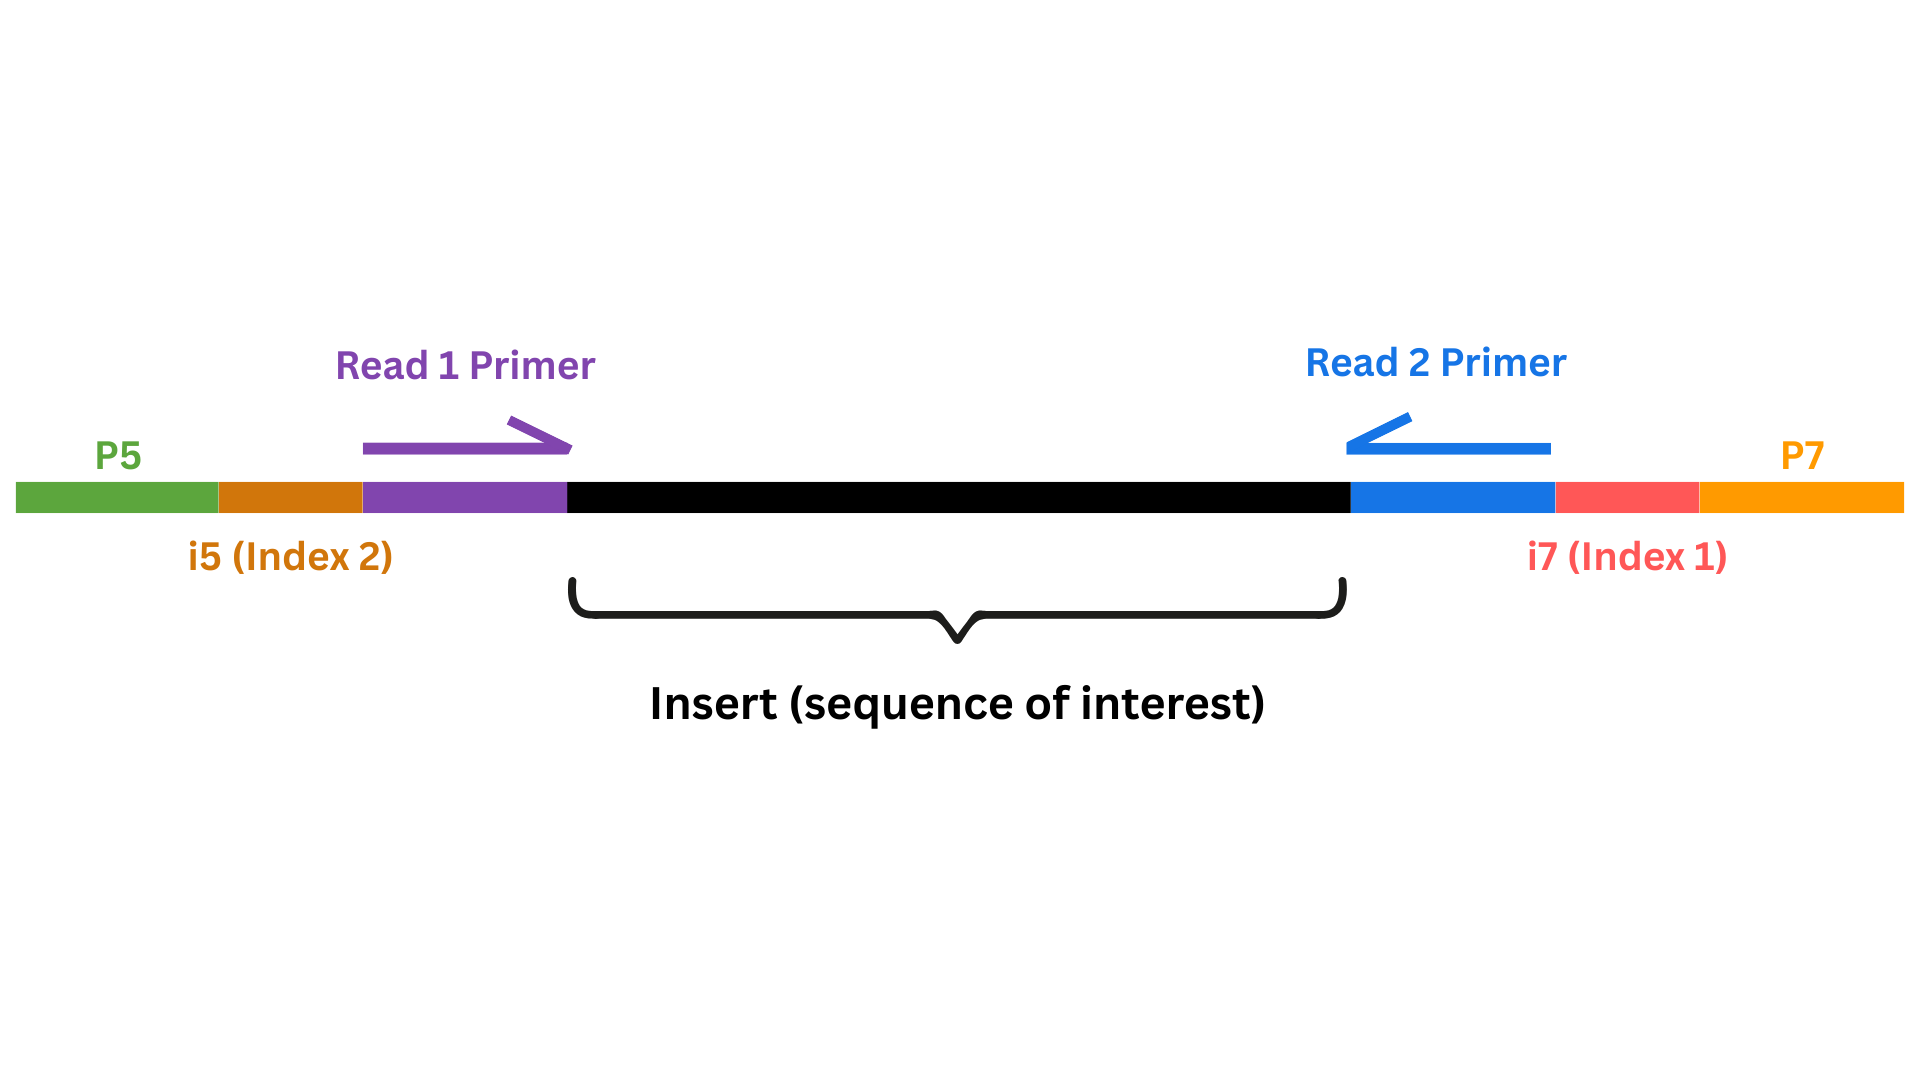 Read 1 Primer
Read 2 Primer
P5
P7
i5 (Index 2)
i7 (Index 1)
Insert (sequence of interest)